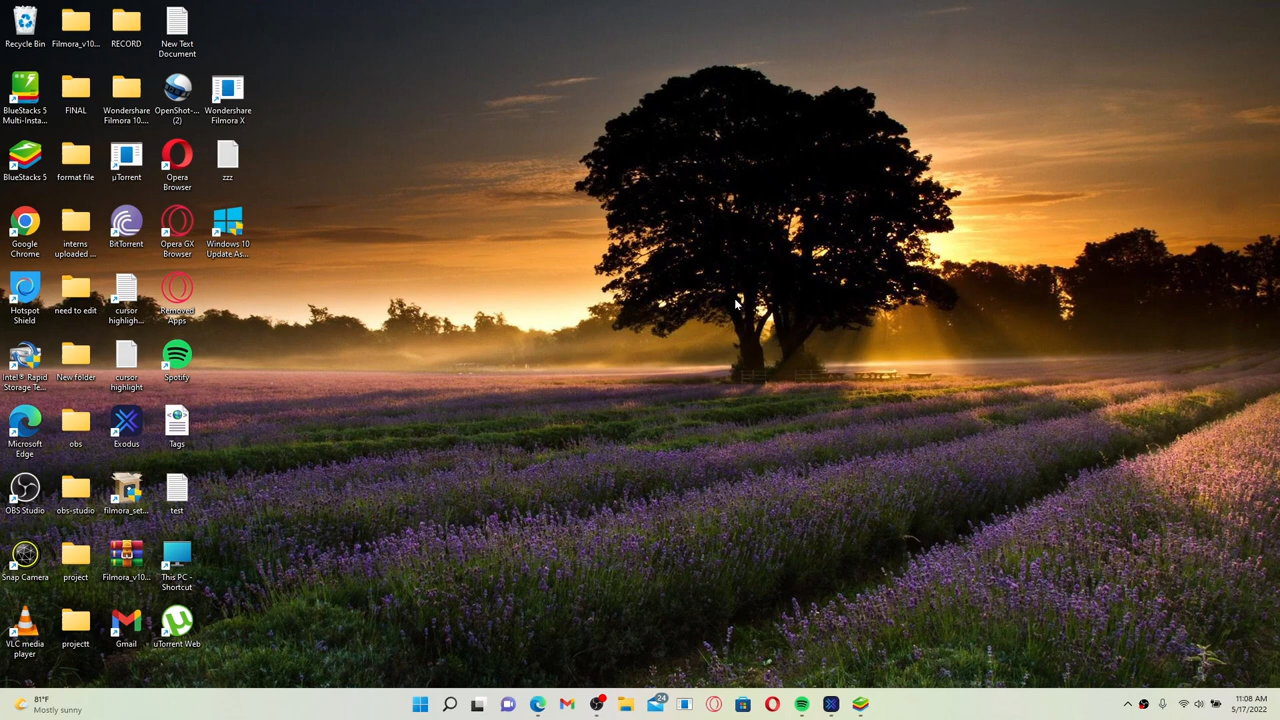 Recycle Bin
Filmora_v10...
RECORD
New Text
Document
BlueStacks 5
Multi-Insta...
FINAL
Wondershare
Filmora 10....
OpenShot-...
(2)
Wondershare
Filmora X
BlueStacks 5
format file
µTorrent
Opera
Browser
zzz
Google
Chrome
interns
uploaded ...
BitTorrent
Opera GX
Browser
Windows 10
Update As...
Hotspot
Shield
need to edit
cursor
highligh...
Removed
Apps
Intel® Rapid
Storage Te...
New folder
cursor
highlight
Spotify
Microsoft
Edge
obs
Exodus
Tags
OBS Studio
obs-studio
filmora_set...
test
Snap Camera
project
Filmora_v10...
This PC -
Shortcut
VLC media
player
projectt
Gmail
uTorrent Web
81°F
Mostly sunny
24
11:08 AM
5/17/2022